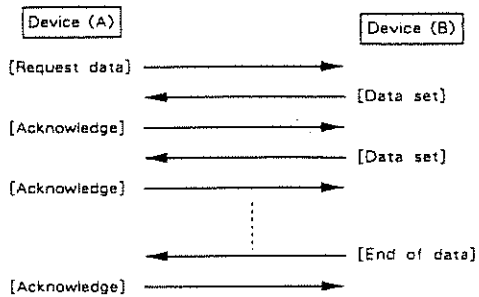 Device (A)
Device (B)
[Request data]
[Data set]
[Acknowledge]
[Data set]
[Acknowledge]
[End of data]
[Acknowledge]